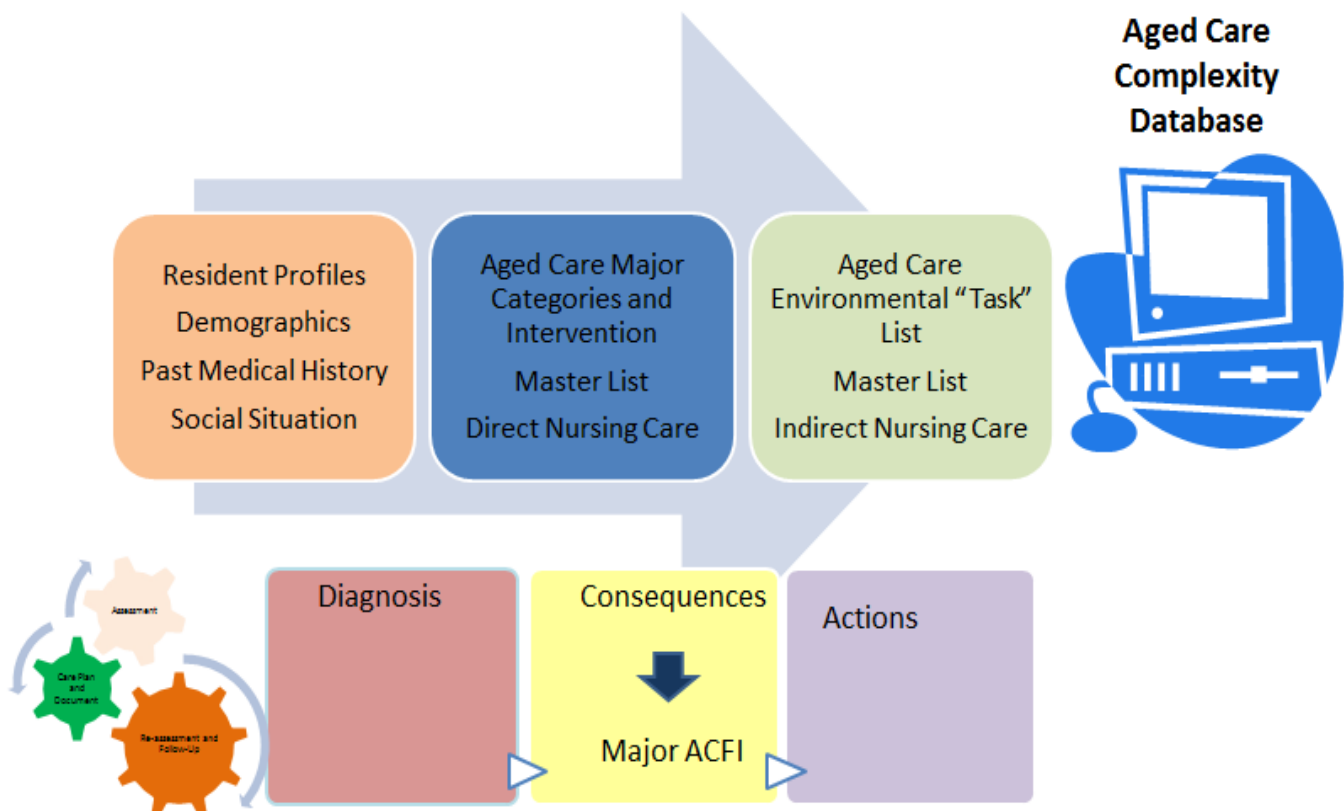 Aged Care
Complexity
Database
Resident Profiles
Demographics
Past Medical History
Social Situation
Aged Care Major
Categories and
Intervention
Master List
Direct Nursing Care
Aged Care
Environmental “Task”
List
Master List
Indirect Nursing Care
Assessment
Care Plan
and
Document
Re-assessment and
Follow-Up
Diagnosis
Consequences
Major ACFI
Actions